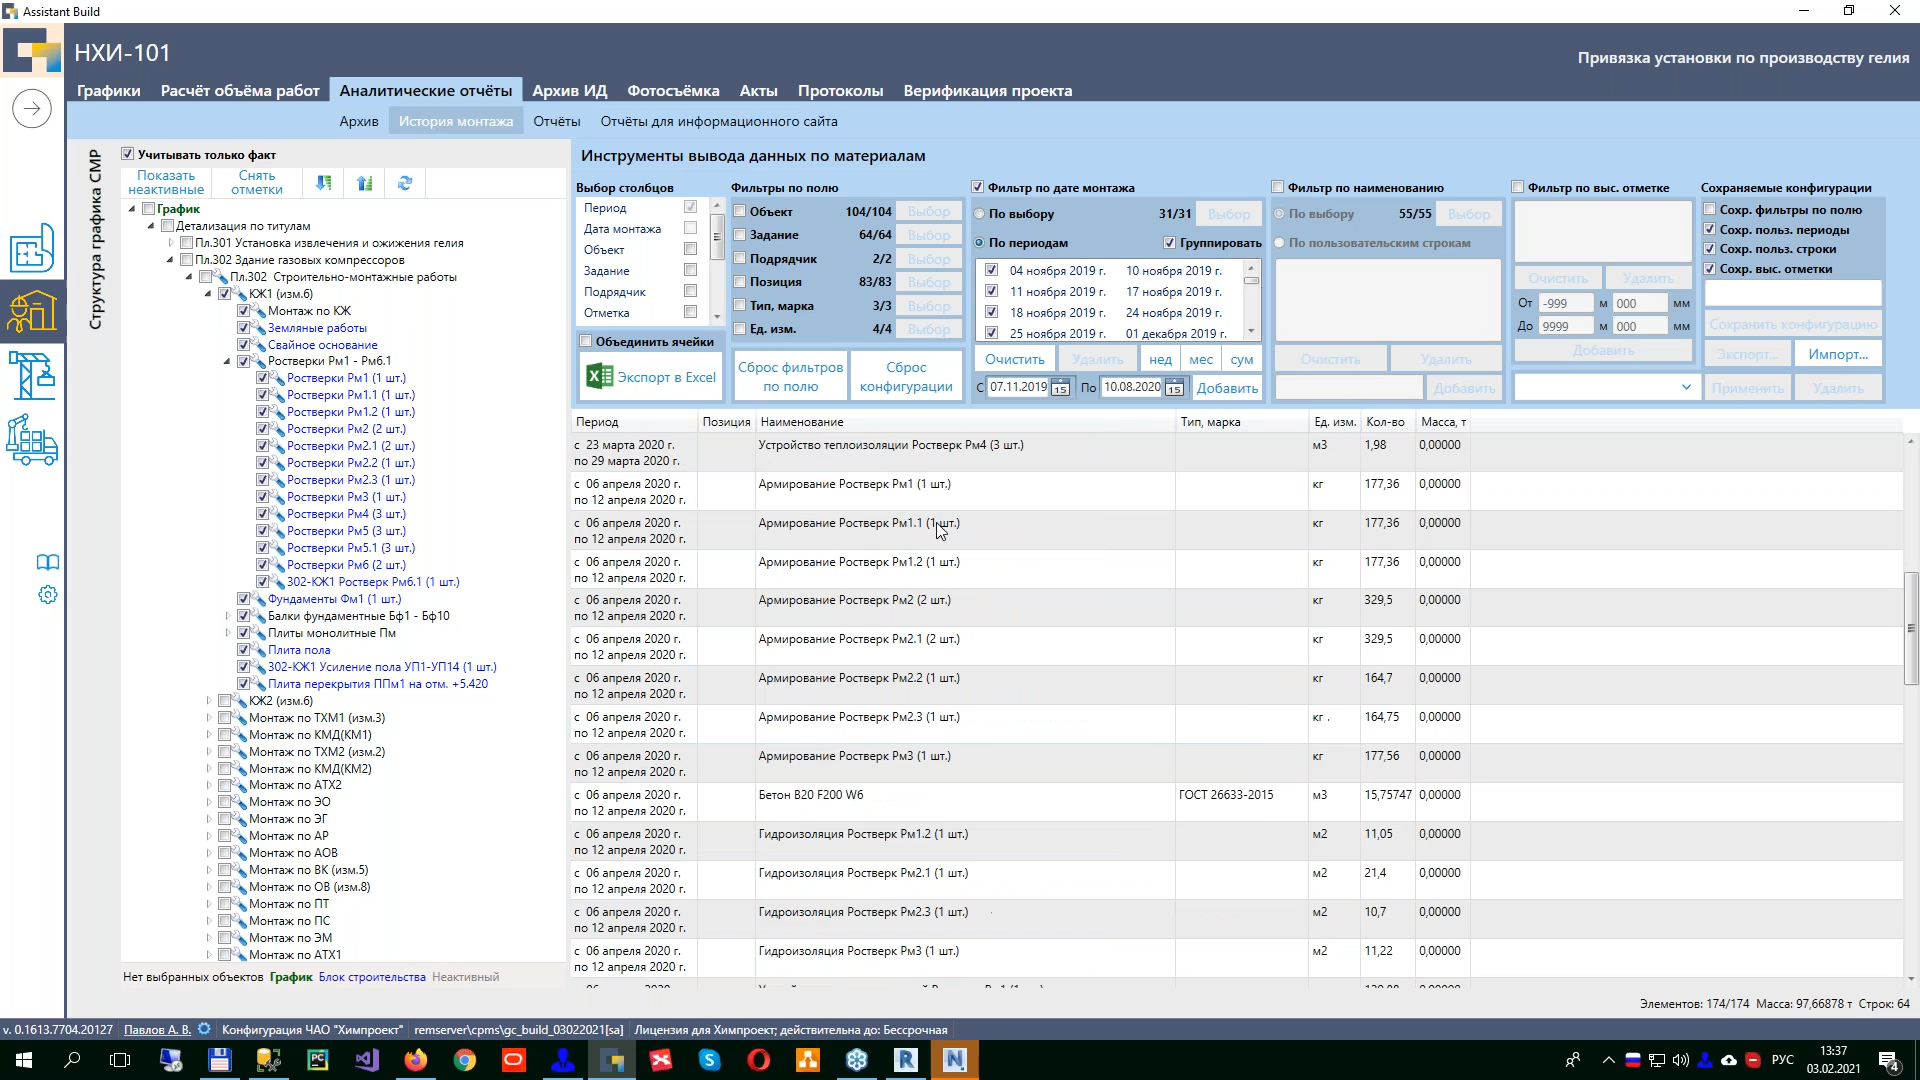 Assistant Build
НХИ-101
Привязка установки по производству гелия
Графики Расчёт объёма работ Аналитические отчёты Архив ИД Фотосъёмка Акты Протоколы Верификация проекта
Архив История монтажа Отчёты Отчёты для информационного сайта
Структура графика СМР
Учитывать только факт
Показать неактивные
Снять отметки
График
Детализация по титулам
Пл.301 Установка извлечения и ожижения гелия
Пл.302 Здание газовых компрессоров
Пл.302 Строительно-монтажные работы
КЖ1 (изм.6)
Монтаж по КЖ
Земляные работы
Свайное основание
Ростверки Рм1 - Рм6.1
Ростверки Рм1 (1 шт.)
Ростверки Рм1.1 (1 шт.)
Ростверки Рм1.2 (1 шт.)
Ростверки Рм2 (2 шт.)
Ростверки Рм2.1 (2 шт.)
Ростверки Рм2.2 (1 шт.)
Ростверки Рм2.3 (1 шт.)
Ростверки Рм3 (1 шт.)
Ростверки Рм4 (3 шт.)
Ростверки Рм5 (3 шт.)
Ростверки Рм5.1 (3 шт.)
Ростверки Рм6 (2 шт.)
302-КЖ1 Ростверк Рм6.1 (1 шт.)
Фундаменты Фм1 (1 шт.)
Балки фундаментные Бф1 - Бф10
Плиты монолитные Пм
Плита пола
302-КЖ1 Усиление пола УП1-УП14 (1 шт.)
Плита перекрытия ППм1 на отм. +5.420
КЖ2 (изм.6)
Монтаж по ТХМ1 (изм.3)
Монтаж по КМД(КМ1)
Монтаж по ТХМ2 (изм.2)
Монтаж по КМД(КМ2)
Монтаж по АТХ2
Монтаж по ЭО
Монтаж по ЭГ
Монтаж по АР
Монтаж по АОВ
Монтаж по ВК (изм.5)
Монтаж по ОВ (изм.8)
Монтаж по ПТ
Монтаж по ПС
Монтаж по ЭМ
Монтаж по АТХ1
Нет выбранных объектов График Блок строительства Неактивный
Инструменты вывода данных по материалам
Выбор столбцов
Период
Дата монтажа
Объект
Задание
Подрядчик
Отметка
Объединить ячейки
Экспорт в Excel
Фильтры по полю
Объект 104/104 Выбор
Задание 64/64 Выбор
Подрядчик 2/2 Выбор
Позиция 83/83 Выбор
Тип, марка 3/3 Выбор
Ед. изм. 4/4 Выбор
Сброс фильтров по полю
Сброс конфигурации
Фильтр по дате монтажа
По выбору 31/31 Выбор
По периодам Группировать
04 ноября 2019 г. 10 ноября 2019 г.
11 ноября 2019 г. 17 ноября 2019 г.
18 ноября 2019 г. 24 ноября 2019 г.
25 ноября 2019 г. 01 декабря 2019 г.
Очистить Удалить нед мес сум
С 07.11.2019 15 По 10.08.2020 15 Добавить
Фильтр по наименованию
По выбору 55/55 Выбор
По пользовательским строкам
Очистить Удалить
Добавить
Фильтр по выс. отметке
Очистить Удалить
От -999 м 000 мм
До 9999 м 000 мм
Добавить
Сохраняемые конфигурации
Сохр. фильтры по полю
Сохр. польз. периоды
Сохр. польз. строки
Сохр. выс. отметки
Сохранить конфигурацию
Экспорт... Импорт...
Применить Удалить
Период Позиция Наименование Тип, марка Ед. изм. Кол-во Масса, т
с 23 марта 2020 г. Устройство теплоизоляции Ростверк Рм4 (3 шт.) м3 1,98 0,00000
по 29 марта 2020 г.
с 06 апреля 2020 г. Армирование Ростверк Рм1 (1 шт.) кг 177,36 0,00000
по 12 апреля 2020 г.
с 06 апреля 2020 г. Армирование Ростверк Рм1.1 (1 шт.) кг 177,36 0,00000
по 12 апреля 2020 г.
с 06 апреля 2020 г. Армирование Ростверк Рм1.2 (1 шт.) кг 177,36 0,00000
по 12 апреля 2020 г.
с 06 апреля 2020 г. Армирование Ростверк Рм2 (2 шт.) кг 329,5 0,00000
по 12 апреля 2020 г.
с 06 апреля 2020 г. Армирование Ростверк Рм2.1 (2 шт.) кг 329,5 0,00000
по 12 апреля 2020 г.
с 06 апреля 2020 г. Армирование Ростверк Рм2.2 (1 шт.) кг 164,7 0,00000
по 12 апреля 2020 г.
с 06 апреля 2020 г. Армирование Ростверк Рм2.3 (1 шт.) кг 164,75 0,00000
по 12 апреля 2020 г.
с 06 апреля 2020 г. Армирование Ростверк Рм3 (1 шт.) кг 177,56 0,00000
по 12 апреля 2020 г.
с 06 апреля 2020 г. Бетон B20 F200 W6 ГОСТ 26633-2015 м3 15,75747 0,00000
по 12 апреля 2020 г.
с 06 апреля 2020 г. Гидроизоляция Ростверк Рм1.2 (1 шт.) м2 11,05 0,00000
по 12 апреля 2020 г.
с 06 апреля 2020 г. Гидроизоляция Ростверк Рм2.1 (1 шт.) м2 21,4 0,00000
по 12 апреля 2020 г.
с 06 апреля 2020 г. Гидроизоляция Ростверк Рм2.3 (1 шт.) м2 10,7 0,00000
по 12 апреля 2020 г.
с 06 апреля 2020 г. Гидроизоляция Ростверк Рм3 (1 шт.) м2 11,22 0,00000
по 12 апреля 2020 г.
Элементов: 174/174 Масса: 97,66878 т Строк: 64
v. 0.1613.7704.20127 Павлов А. В. Конфигурация ЧАО "Химпроект" remserver\cpms\gc_build_03022021[sa] Лицензия для Химпроект; действительна до: Бессрочная
РУС 13:37
03.02.2021
4